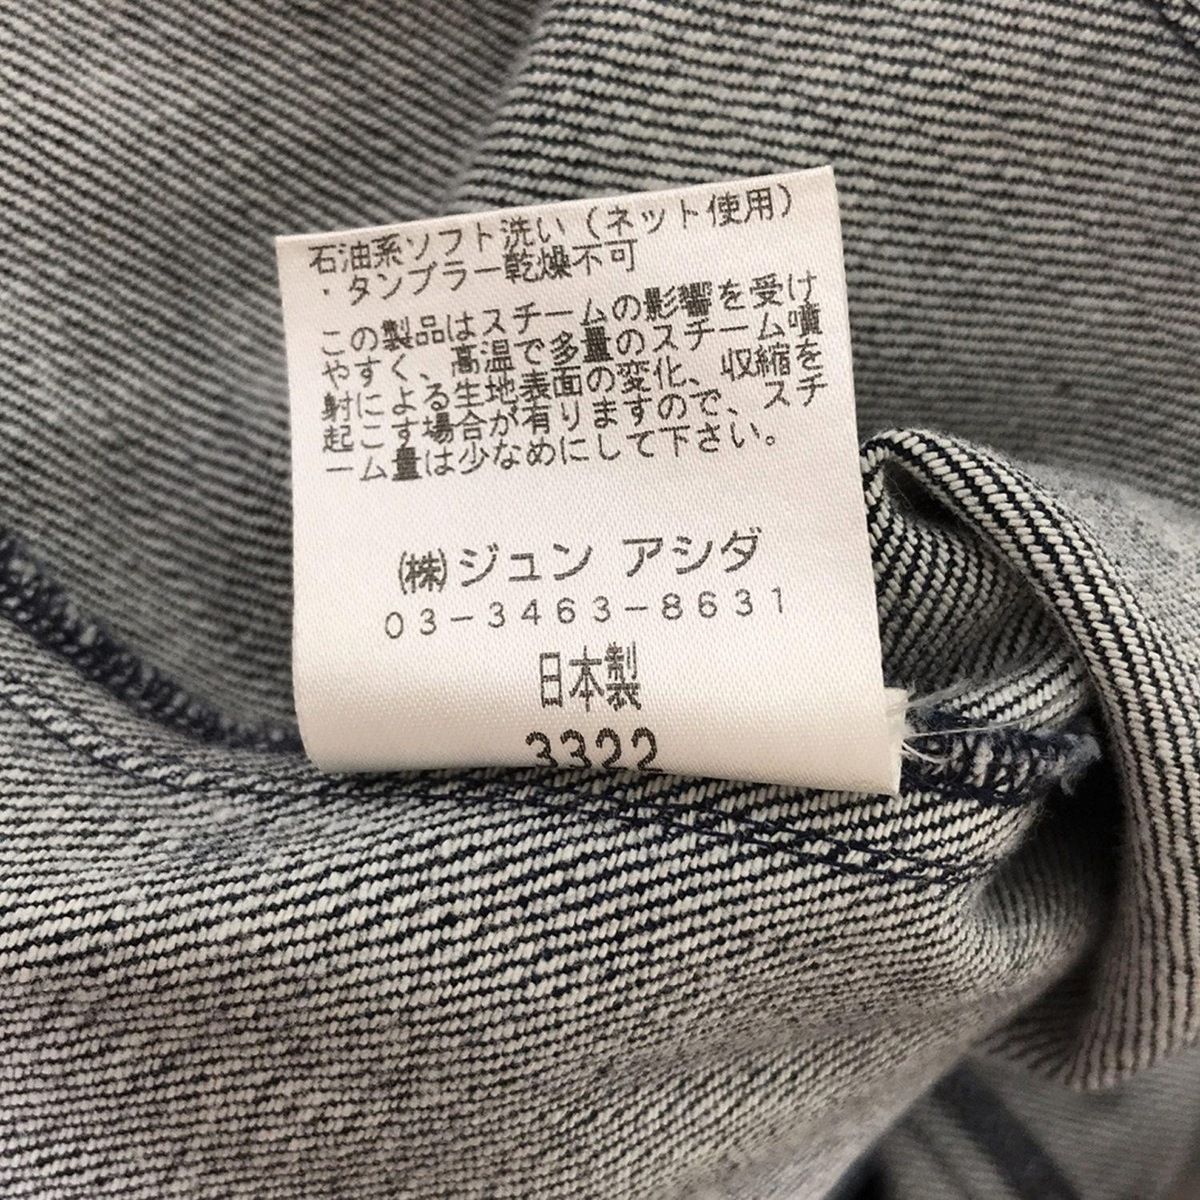 石油系ソフト洗い（ネット使用）
・タンブラー乾燥不可
この製品はスチームの影響を受け
やすく、高温で多量のスチーム噴
射による生地表面の変化、収縮を
起こす場合が有りますので、スチ
ーム量は少なめにして下さい。
㈱ジュン アシダ
03-3463-8631
日本製
3322